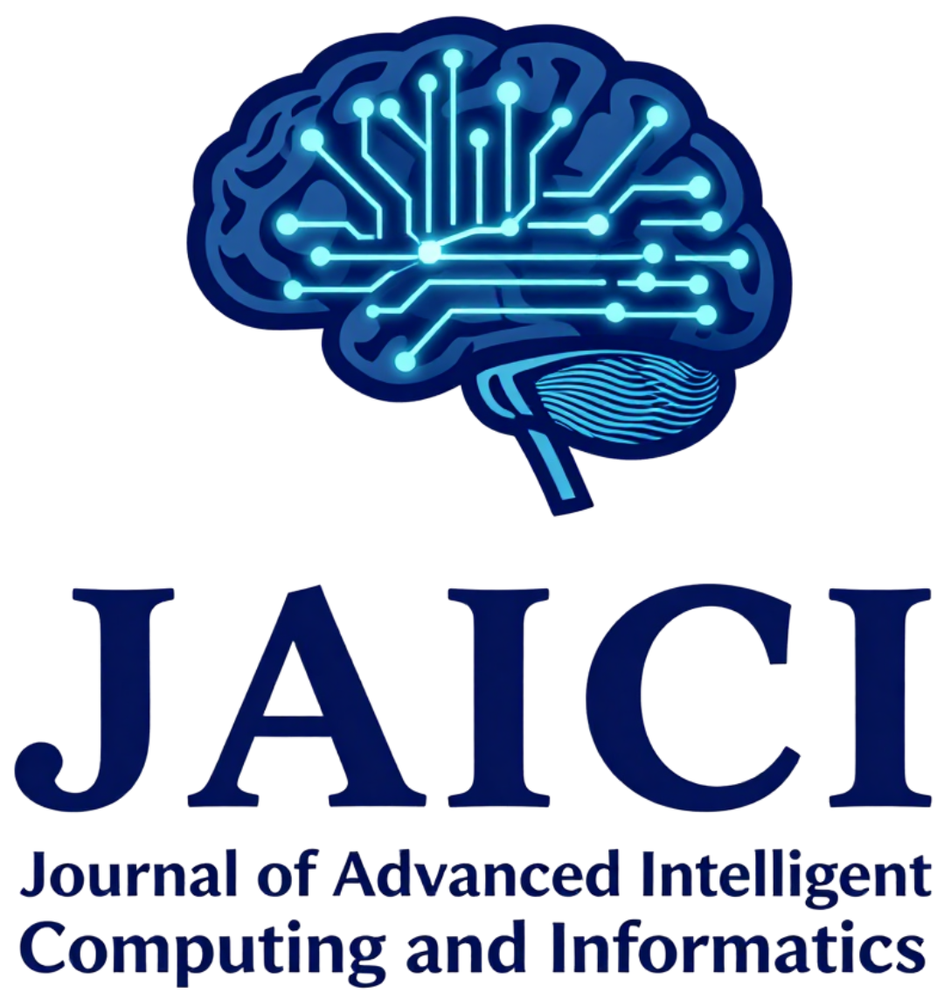 JAICI
Journal of Advanced Intelligent
Computing and Informatics